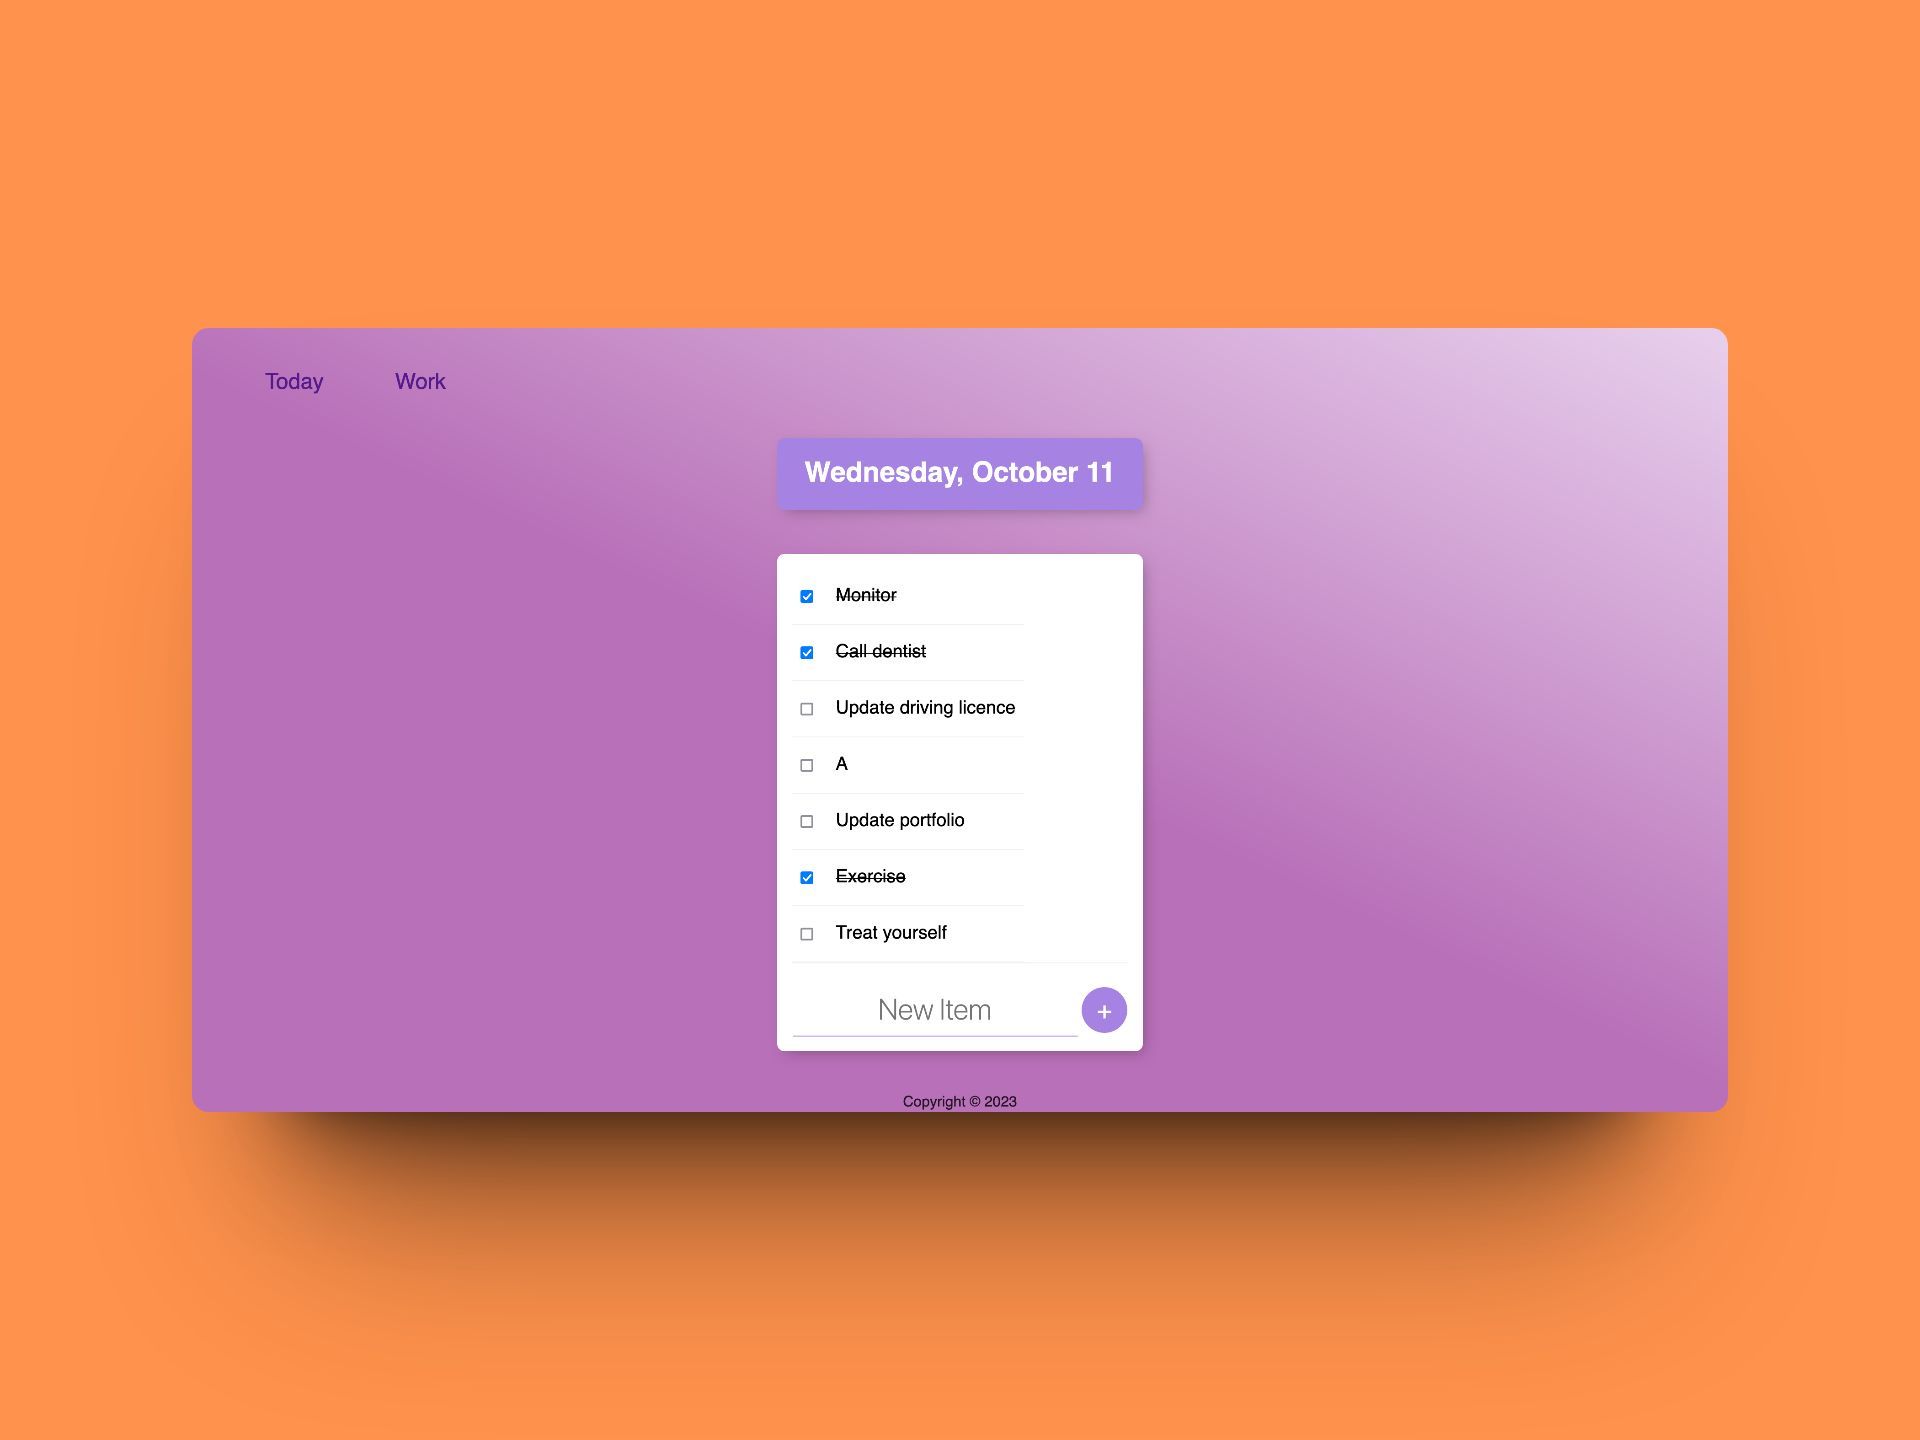 Today Work
Wednesday, October 11
Monitor
Call dentist
Update driving licence
A
Update portfolio
Exercise
Treat yourself
New Item +
Copyright © 2023